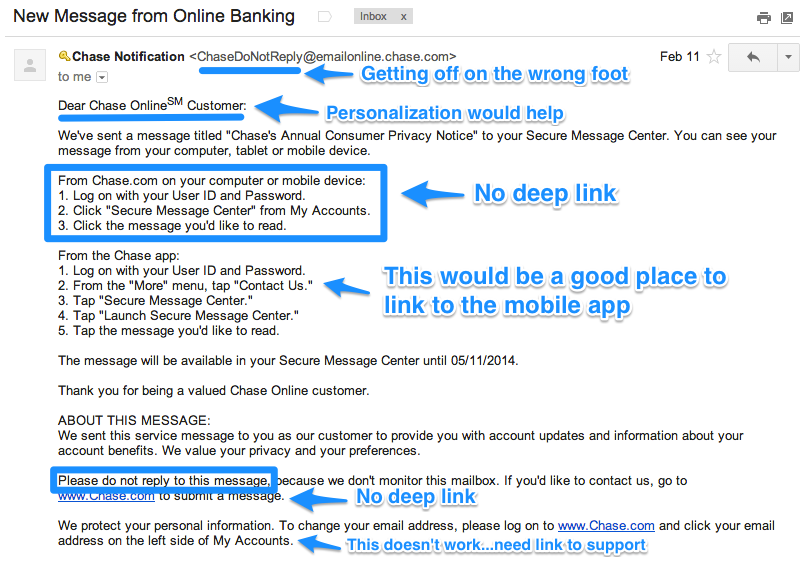 New Message from Online Banking
Inbox x
Chase Notification <ChaseDoNotReply@emailonline.chase.com>
Feb 11
to me
Getting off on the wrong foot
Dear Chase OnlineSM Customer:
Personalization would help
We've sent a message titled "Chase's Annual Consumer Privacy Notice" to your Secure Message Center. You can see your
message from your computer, tablet or mobile device.
From Chase.com on your computer or mobile device:
1. Log on with your User ID and Password.
2. Click "Secure Message Center" from My Accounts.
3. Click the message you'd like to read.
No deep link
From the Chase app:
1. Log on with your User ID and Password.
2. From the "More" menu, tap "Contact Us."
3. Tap "Secure Message Center."
4. Tap "Launch Secure Message Center."
5. Tap the message you'd like to read.
This would be a good place to
link to the mobile app
The message will be available in your Secure Message Center until 05/11/2014.
Thank you for being a valued Chase Online customer.
ABOUT THIS MESSAGE:
We sent this service message to you as our customer to provide you with account updates and information about your
account benefits. We value your privacy and your preferences.
Please do not reply to this message, because we don't monitor this mailbox. If you'd like to contact us, go to
www.Chase.com to submit a message.
No deep link
We protect your personal information. To change your email address, please log on to www.Chase.com and click your email
address on the left side of My Accounts.
This doesn't work...need link to support